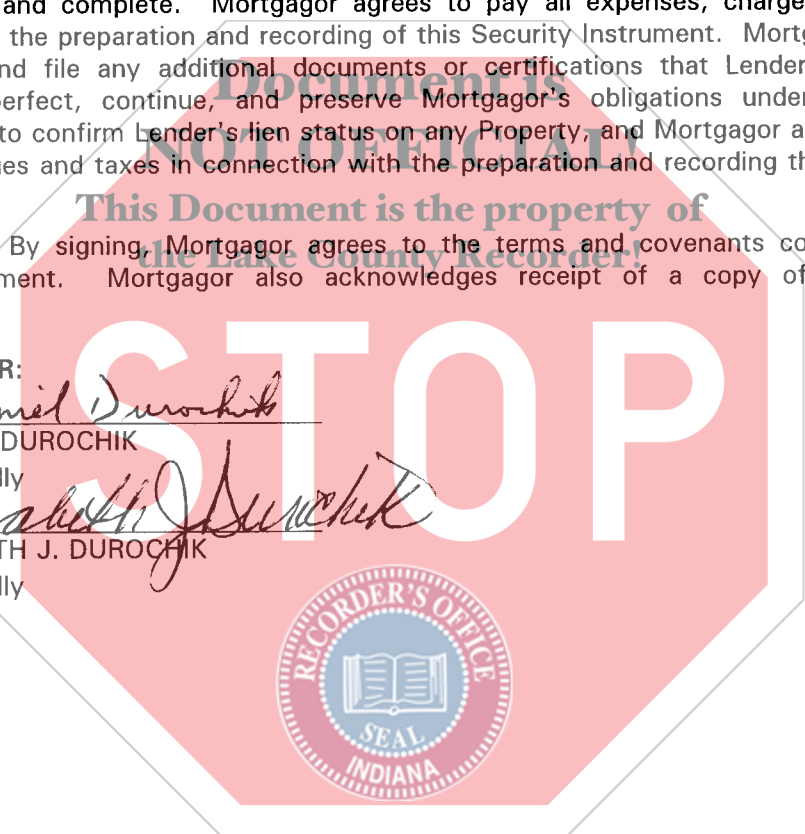 and complete. Mortgagor agrees to pay all expenses, charge
the preparation and recording of this Security Instrument. Mortg
nd file any additional documents or certifications that Lender
perfect, continue, and preserve Mortgagor's obligations under
to confirm Lender's lien status on any Property, and Mortgagor a
es and taxes in connection with the preparation and recording th
Document is
NOT OFFICIAL!
This Document is the property of
the Lake County Recorder!
By signing, Mortgagor agrees to the terms and covenants co
ment. Mortgagor also acknowledges receipt of a copy of
STOP
R:
niel Durochik
DUROCHIK
lly
abeth J Durochik
TH J. DUROCHIK
lly
RECORDER'S OFFICE
SEAL
INDIANA